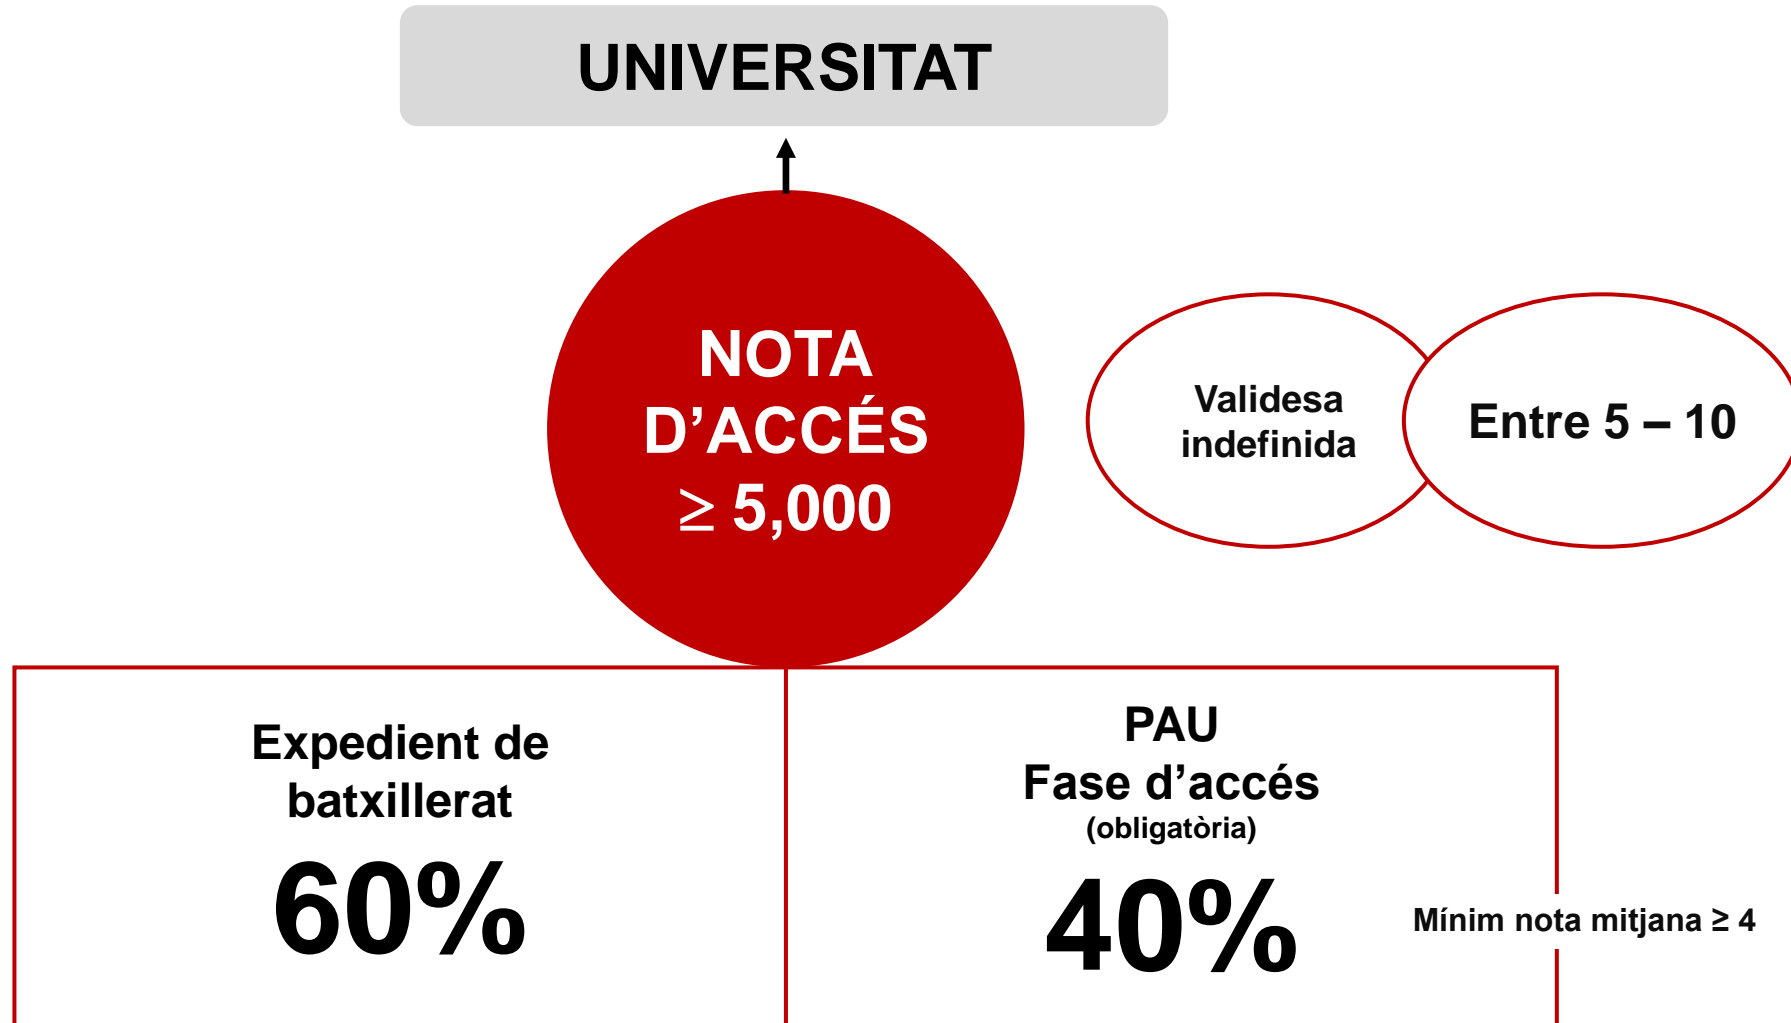 UNIVERSITAT
NOTA
D’ACCÉS
≥ 5,000
Validesa
indefinida
Entre 5 – 10
Expedient de
batxillerat
60%
PAU
Fase d’accés
(obligatòria)
40%
Mínim nota mitjana ≥ 4